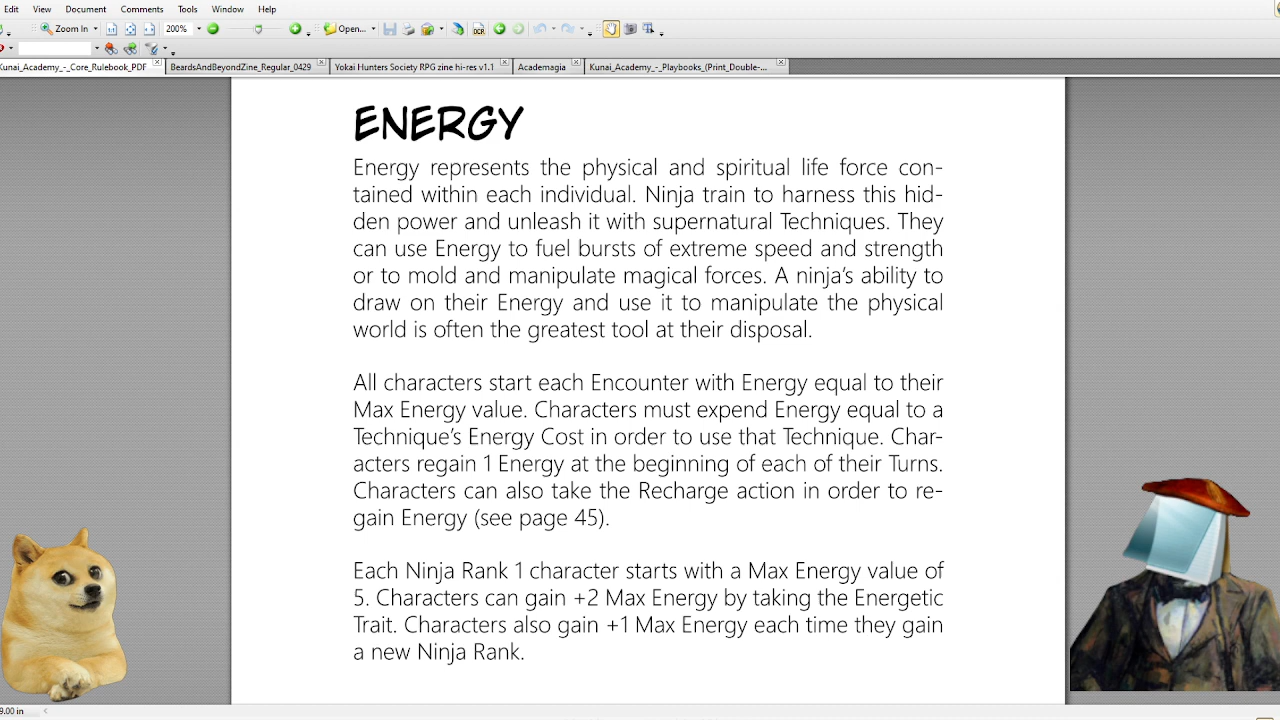 Edit View Document Comments Tools Window Help
Zoom In 200% Open... OCR
Kunai_Academy_-_Core_Rulebook_PDF BeardsAndBeyondZine_Regular_0429 Yokai Hunters Society RPG zine hi-res v1.1 Academagia Kunai_Academy_-_Playbooks_(Print_Double-...
ENERGY
Energy represents the physical and spiritual life force con-
tained within each individual. Ninja train to harness this hid-
den power and unleash it with supernatural Techniques. They
can use Energy to fuel bursts of extreme speed and strength
or to mold and manipulate magical forces. A ninja's ability to
draw on their Energy and use it to manipulate the physical
world is often the greatest tool at their disposal.
All characters start each Encounter with Energy equal to their
Max Energy value. Characters must expend Energy equal to a
Technique's Energy Cost in order to use that Technique. Char-
acters regain 1 Energy at the beginning of each of their Turns.
Characters can also take the Recharge action in order to re-
gain Energy (see page 45).
Each Ninja Rank 1 character starts with a Max Energy value of
5. Characters can gain +2 Max Energy by taking the Energetic
Trait. Characters also gain +1 Max Energy each time they gain
a new Ninja Rank.
9.00 in